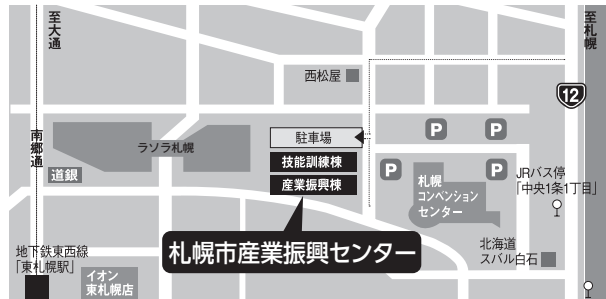 至大通
至札幌
西松屋
12
南郷通
ラソラ札幌
駐車場
P
P
道銀
技能訓練棟
産業振興棟
P
P
札幌
コンベンション
センター
JRバス停
「中央1条1丁目」
札幌市産業振興センター
地下鉄東西線
「東札幌駅」
イオン
東札幌店
北海道
スバル白石